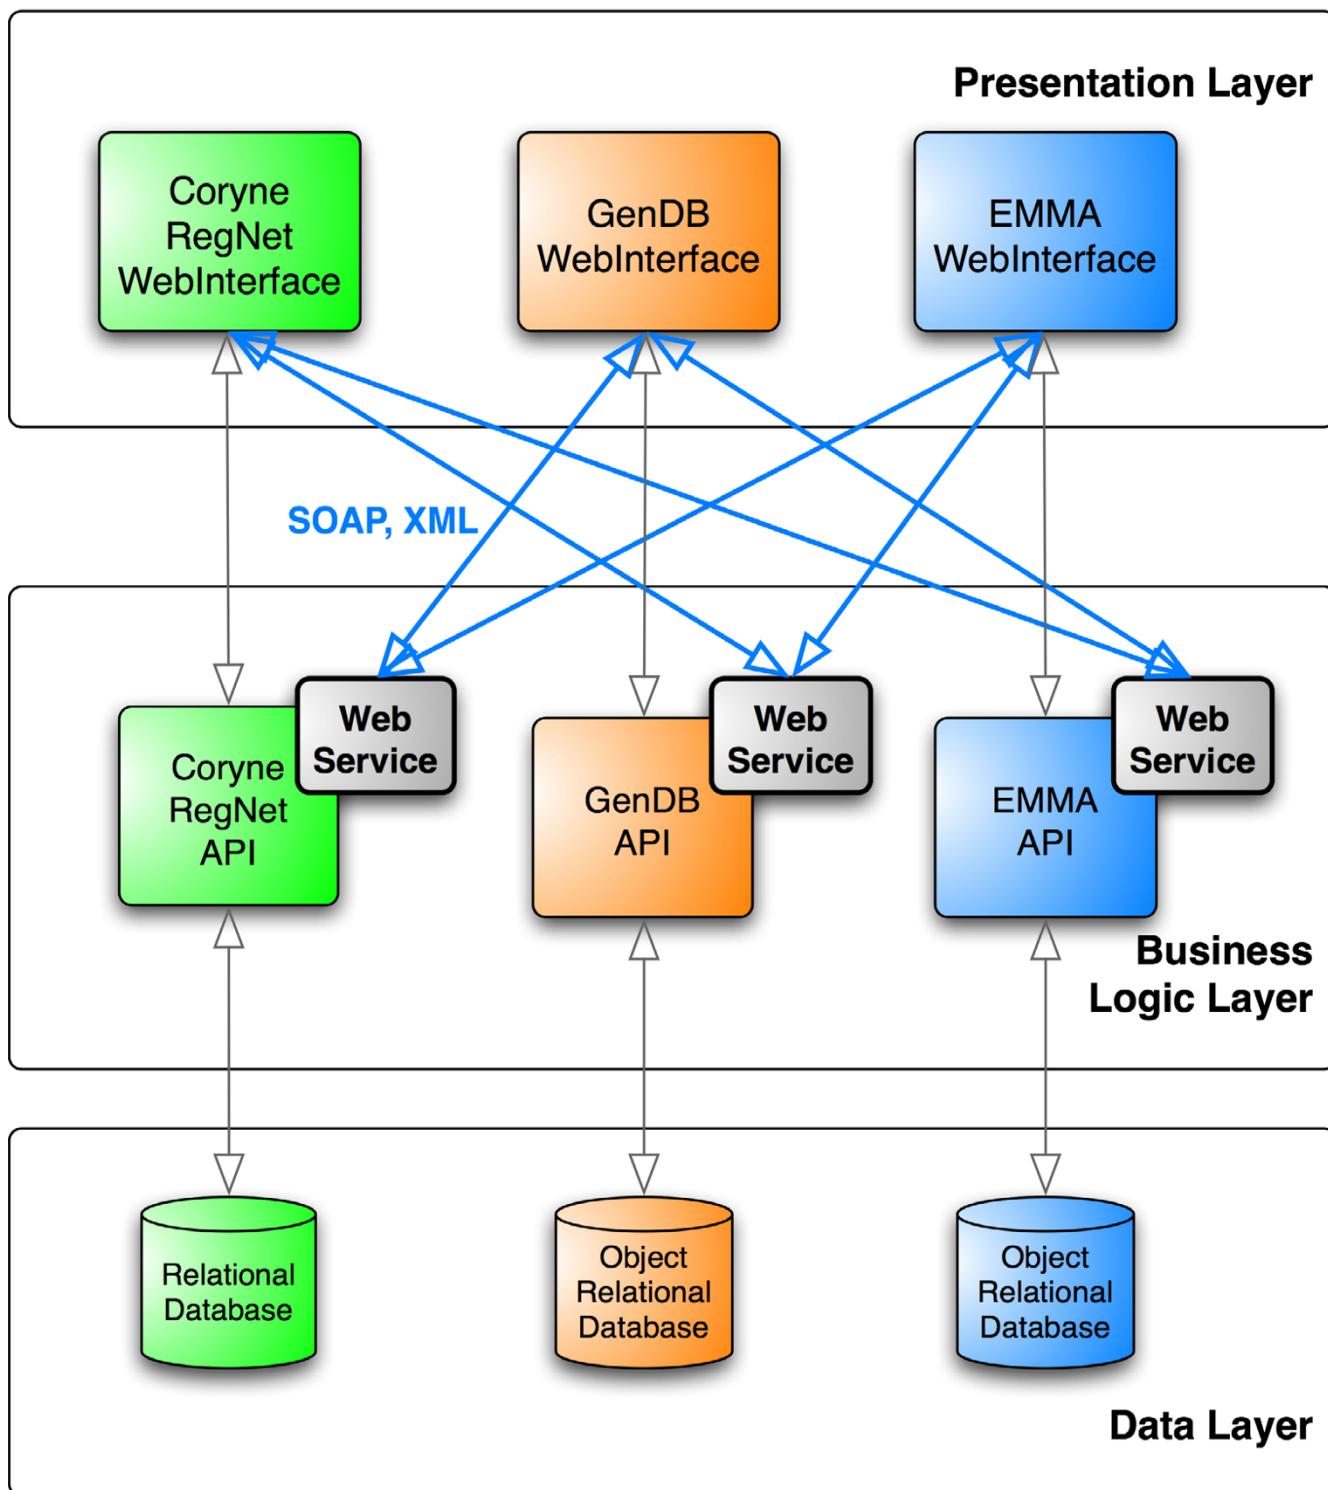 Presentation Layer
Coryne
RegNet
WebInterface
GenDB
WebInterface
EMMA
WebInterface
SOAP, XML
Web
Service
Coryne
RegNet
API
Web
Service
GenDB
API
Web
Service
EMMA
API
Business
Logic Layer
Relational
Database
Object
Relational
Database
Object
Relational
Database
Data Layer